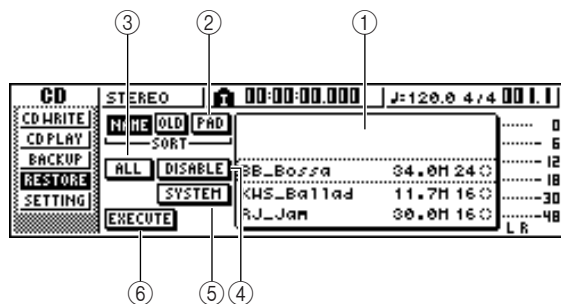 ③ ② ①
CD STEREO 00:00:00.000 ♩=120.0 4/4 001.1
CD WRITE NAME OLD PAD 0
CD PLAY SORT 6
BACKUP ALL DISABLE BB_Bossa 34.0M 24 12
RESTORE 18
SETTING SYSTEM KWS_Ballad 11.7M 16 30
EXECUTE RJ_Jam 30.0M 16 48
L R
⑥ ⑤ ④